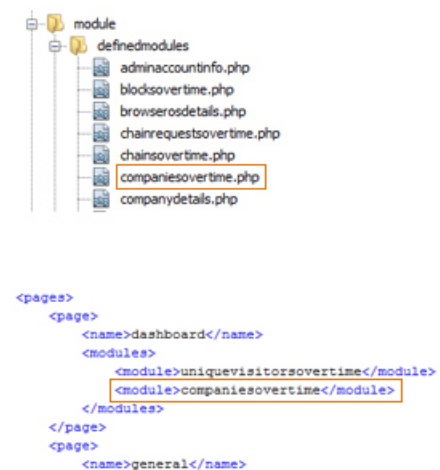 module
definedmodules
adminaccountinfo.php
blocksovertime.php
browserosdetails.php
chainrequestsovertime.php
chainsovertime.php
companiesovertime.php
companydetails.php
<pages>
<page>
<name>dashboard</name>
<modules>
<module>uniquevisitorsovertime</module>
<module>companiesovertime</module>
</modules>
</page>
<page>
<name>general</name>